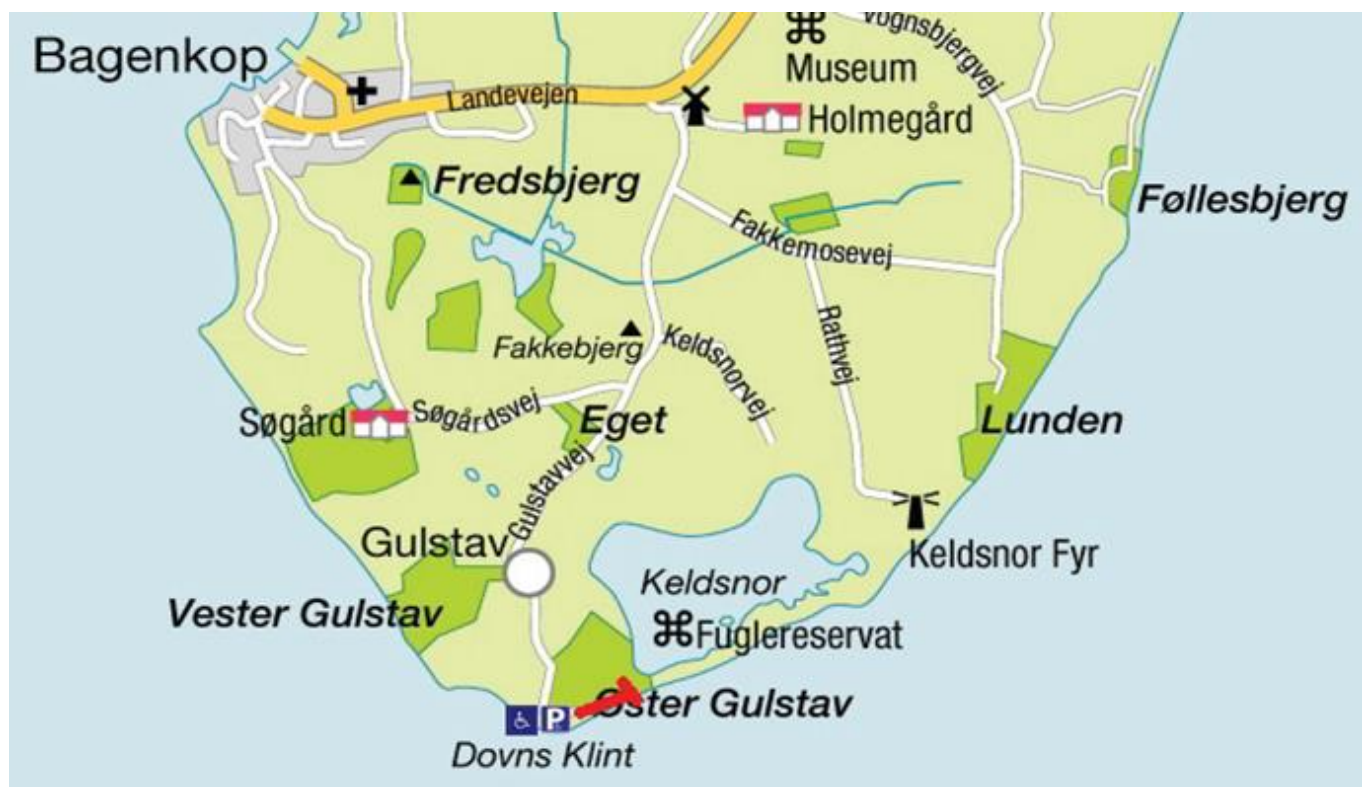 Bagenkop
Vognsbjergvej
Museum
Landevejen
Holmegård
Fredsbjerg
Føllesbjerg
Fakkemosevej
Rathvej
Fakkebjerg
Keldsnorvej
Søgård
Søgårdsvej
Eget
Lunden
Gulstavvej
Gulstav
Keldsnor Fyr
Keldsnor
Vester Gulstav
Fuglereservat
Øster Gulstav
P
Dovns Klint